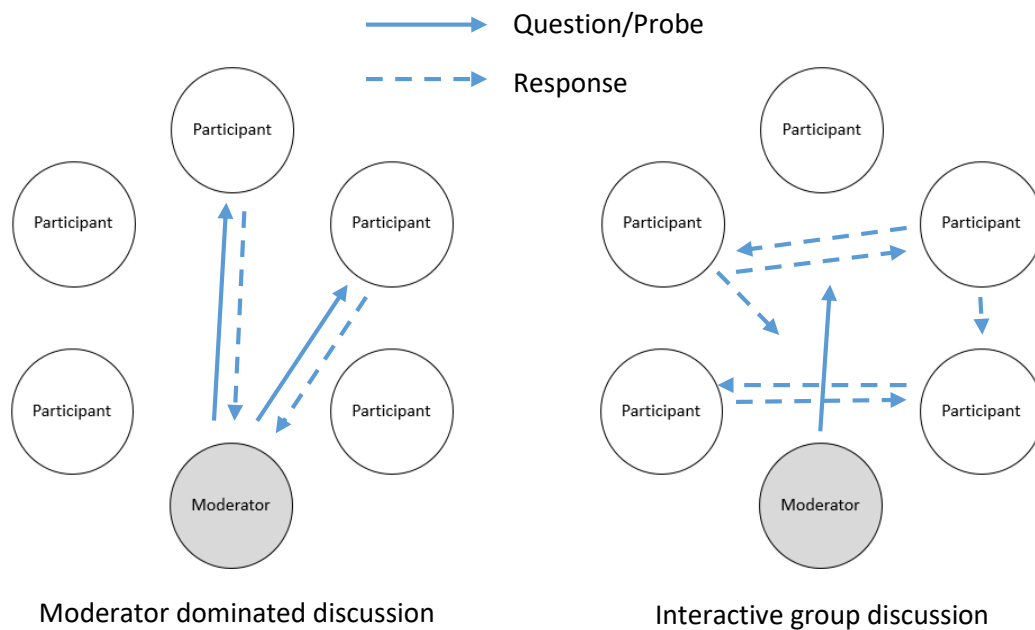 Question/Probe
Response
Participant
Participant
Participant
Participant
Participant
Moderator
Participant
Participant
Participant
Participant
Participant
Moderator
Moderator dominated discussion
Interactive group discussion